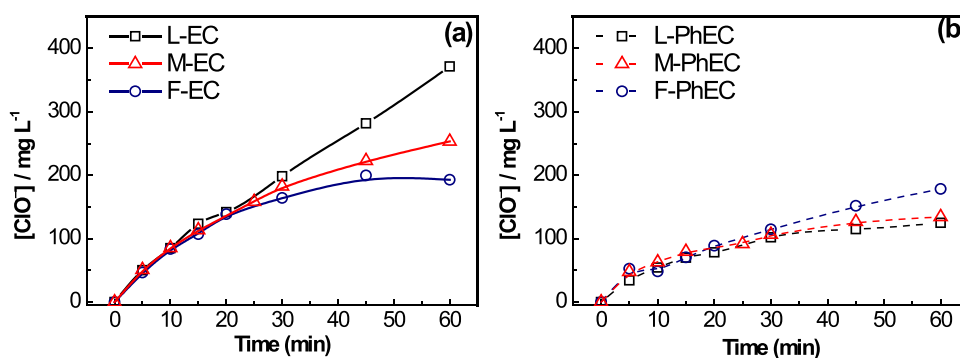 (a)
L-EC
M-EC
F-EC
400
300
200
100
0
[ClO⁻] / mg L⁻¹
0 10 20 30 40 50 60
Time (min)
(b)
L-PhEC
M-PhEC
F-PhEC
400
300
200
100
0
[ClO⁻] / mg L⁻¹
0 10 20 30 40 50 60
Time (min)